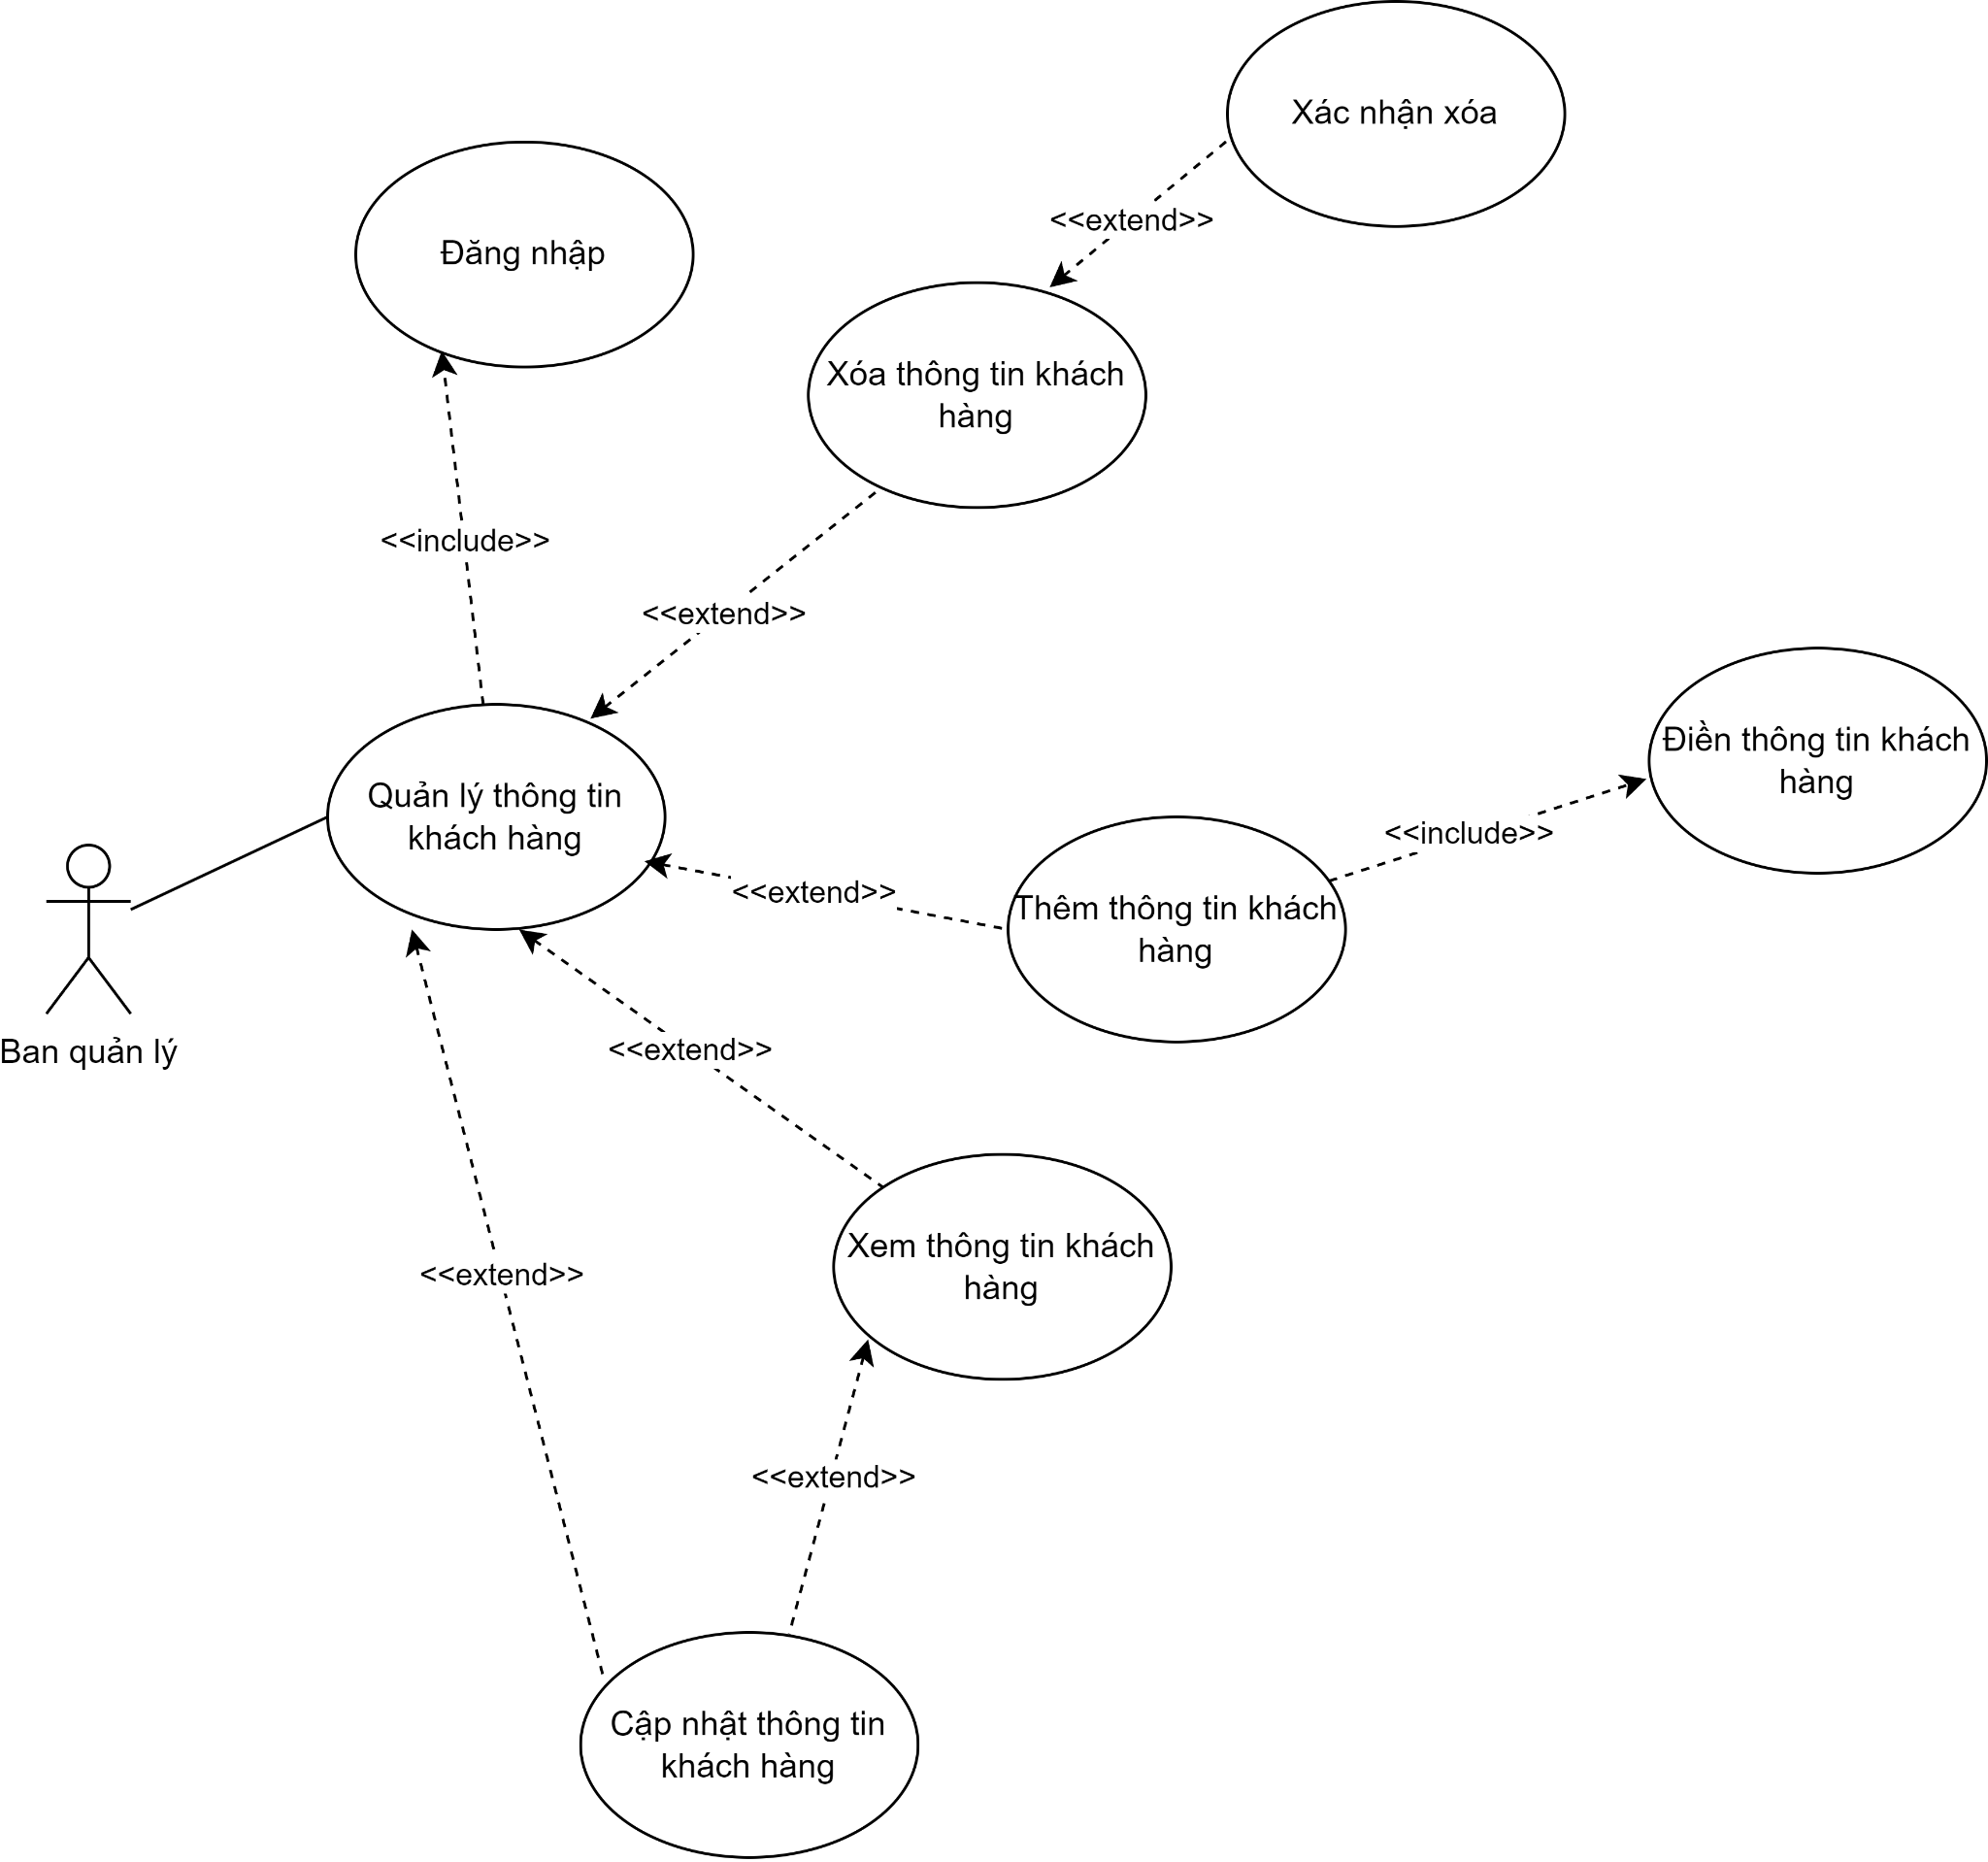 Xác nhận xóa
<<extend>>
Đăng nhập
Xóa thông tin khách
hàng
<<include>>
<<extend>>
Quản lý thông tin
khách hàng
Điền thông tin khách
hàng
<<include>>
<<extend>>
Thêm thông tin khách
hàng
Ban quản lý
<<extend>>
Xem thông tin khách
hàng
<<extend>>
<<extend>>
Cập nhật thông tin
khách hàng